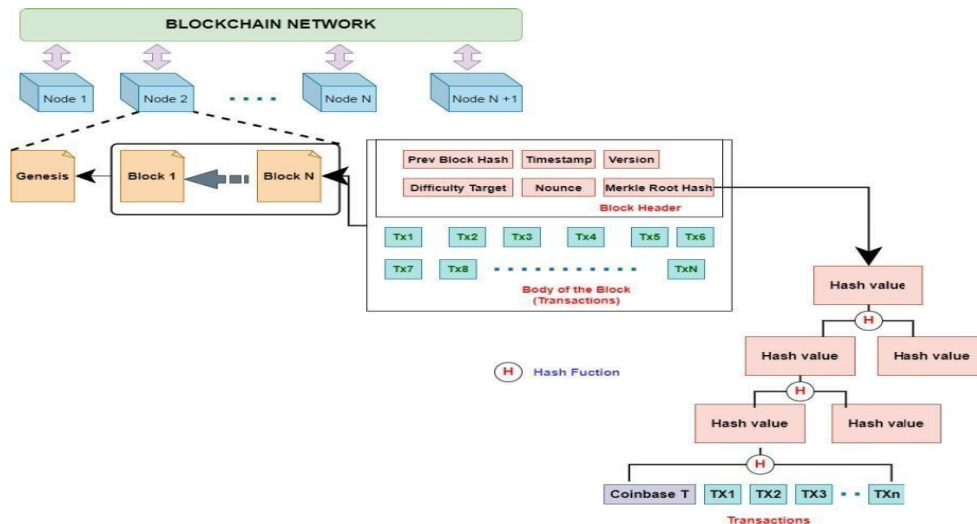 BLOCKCHAIN NETWORK
Node 1
Node 2
Node N
Node N +1
Genesis
Block 1
Block N
Prev Block Hash
Timestamp
Version
Difficulty Target
Nounce
Merkle Root Hash
Block Header
Tx1
Tx2
Tx3
Tx4
Tx5
Tx6
Tx7
Tx8
TxN
Body of the Block
(Transactions)
Hash value
H
Hash value
Hash value
H
Hash Fuction
H
Hash value
Hash value
H
Coinbase T
TX1
TX2
TX3
TXn
Transactions